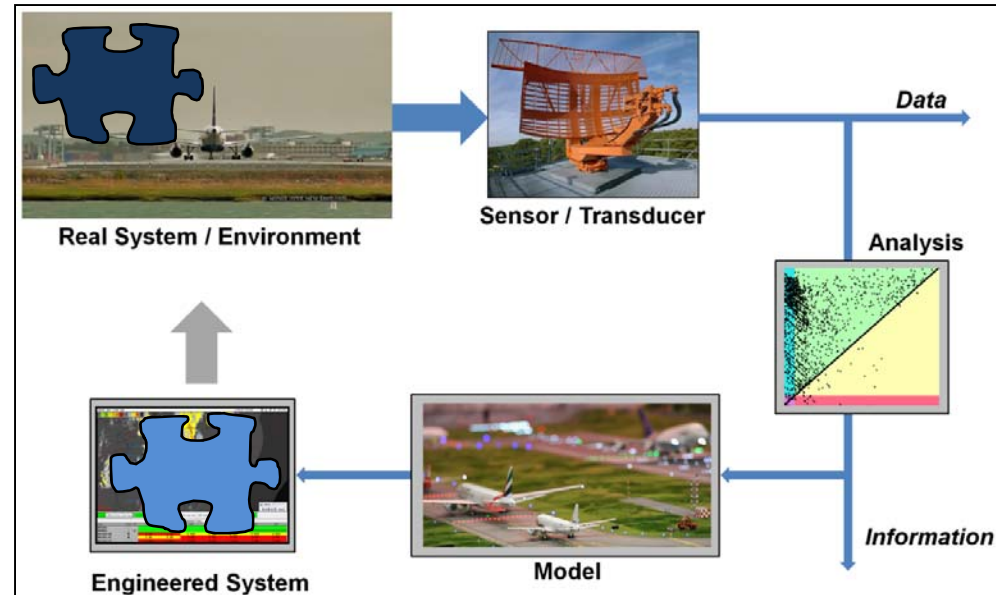 Data
Sensor / Transducer
Real System / Environment
Analysis
Model
Information
Engineered System